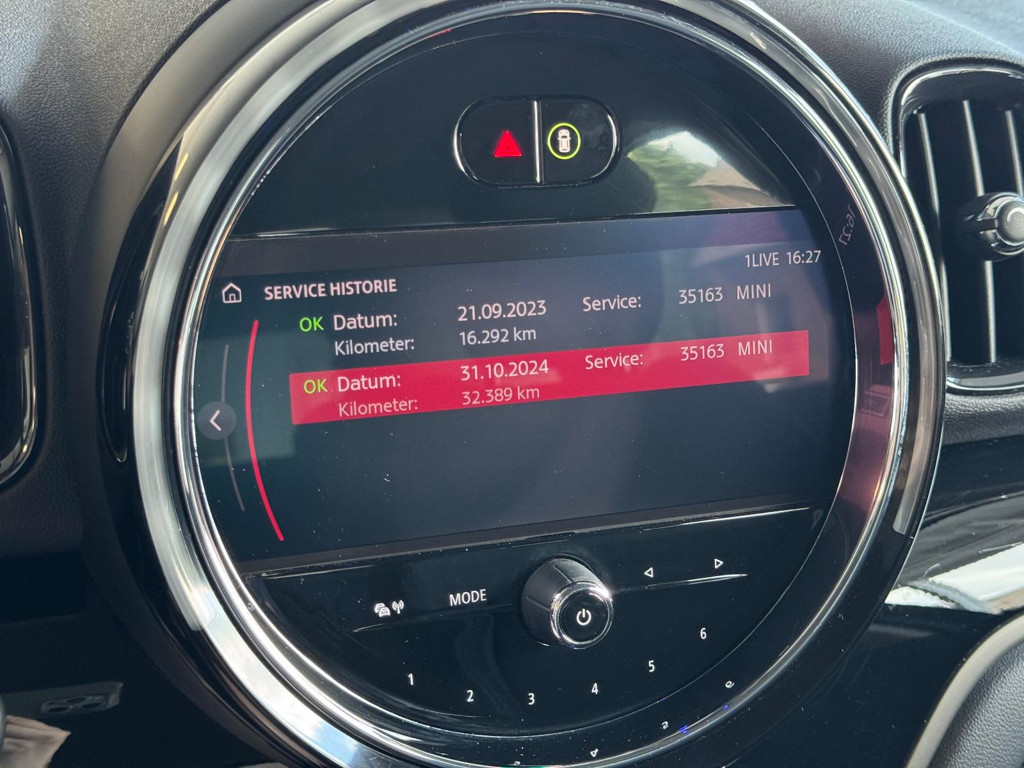 1LIVE 16:27
SERVICE HISTORIE
OK Datum: 21.09.2023 Service: 35163 MINI
Kilometer: 16.292 km
OK Datum: 31.10.2024 Service: 35163 MINI
Kilometer: 32.389 km
MODE
1 2 3 4 5 6